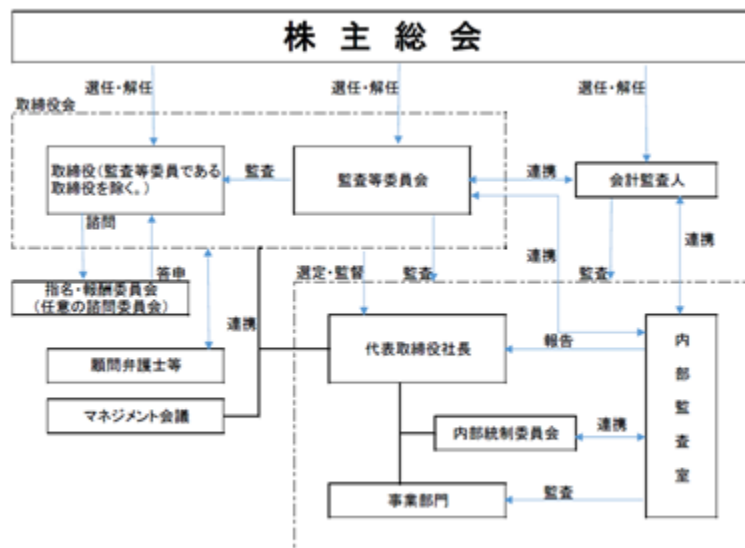 株主総会
選任・解任
選任・解任
選任・解任
取締役会
取締役(監査等委員である
取締役を除く。)
監査
監査等委員会
連携
会計監査人
諮問
答申
連携
選定・監督
監査
連携
監査
連携
指名・報酬委員会
(任意の諮問委員会)
顧問弁護士等
マネジメント会議
代表取締役社長
報告
内部監査室
内部統制委員会
連携
事業部門
監査